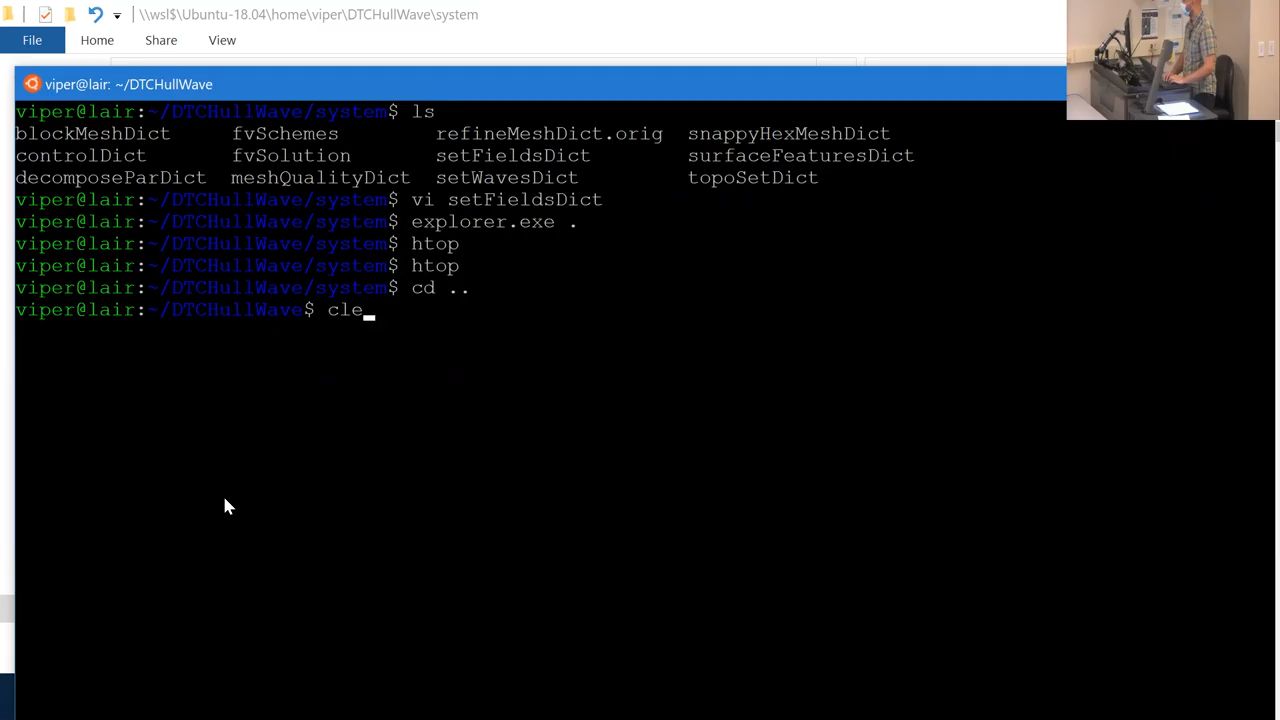 \\wsl$\Ubuntu-18.04\home\viper\DTCHullWave\system
File Home Share View
viper@lair: ~/DTCHullWave
viper@lair:~/DTCHullWave/system$ ls
blockMeshDict fvSchemes refineMeshDict.orig snappyHexMeshDict
controlDict fvSolution setFieldsDict surfaceFeaturesDict
decomposeParDict meshQualityDict setWavesDict topoSetDict
viper@lair:~/DTCHullWave/system$ vi setFieldsDict
viper@lair:~/DTCHullWave/system$ explorer.exe .
viper@lair:~/DTCHullWave/system$ htop
viper@lair:~/DTCHullWave/system$ htop
viper@lair:~/DTCHullWave/system$ cd ..
viper@lair:~/DTCHullWave$ cle